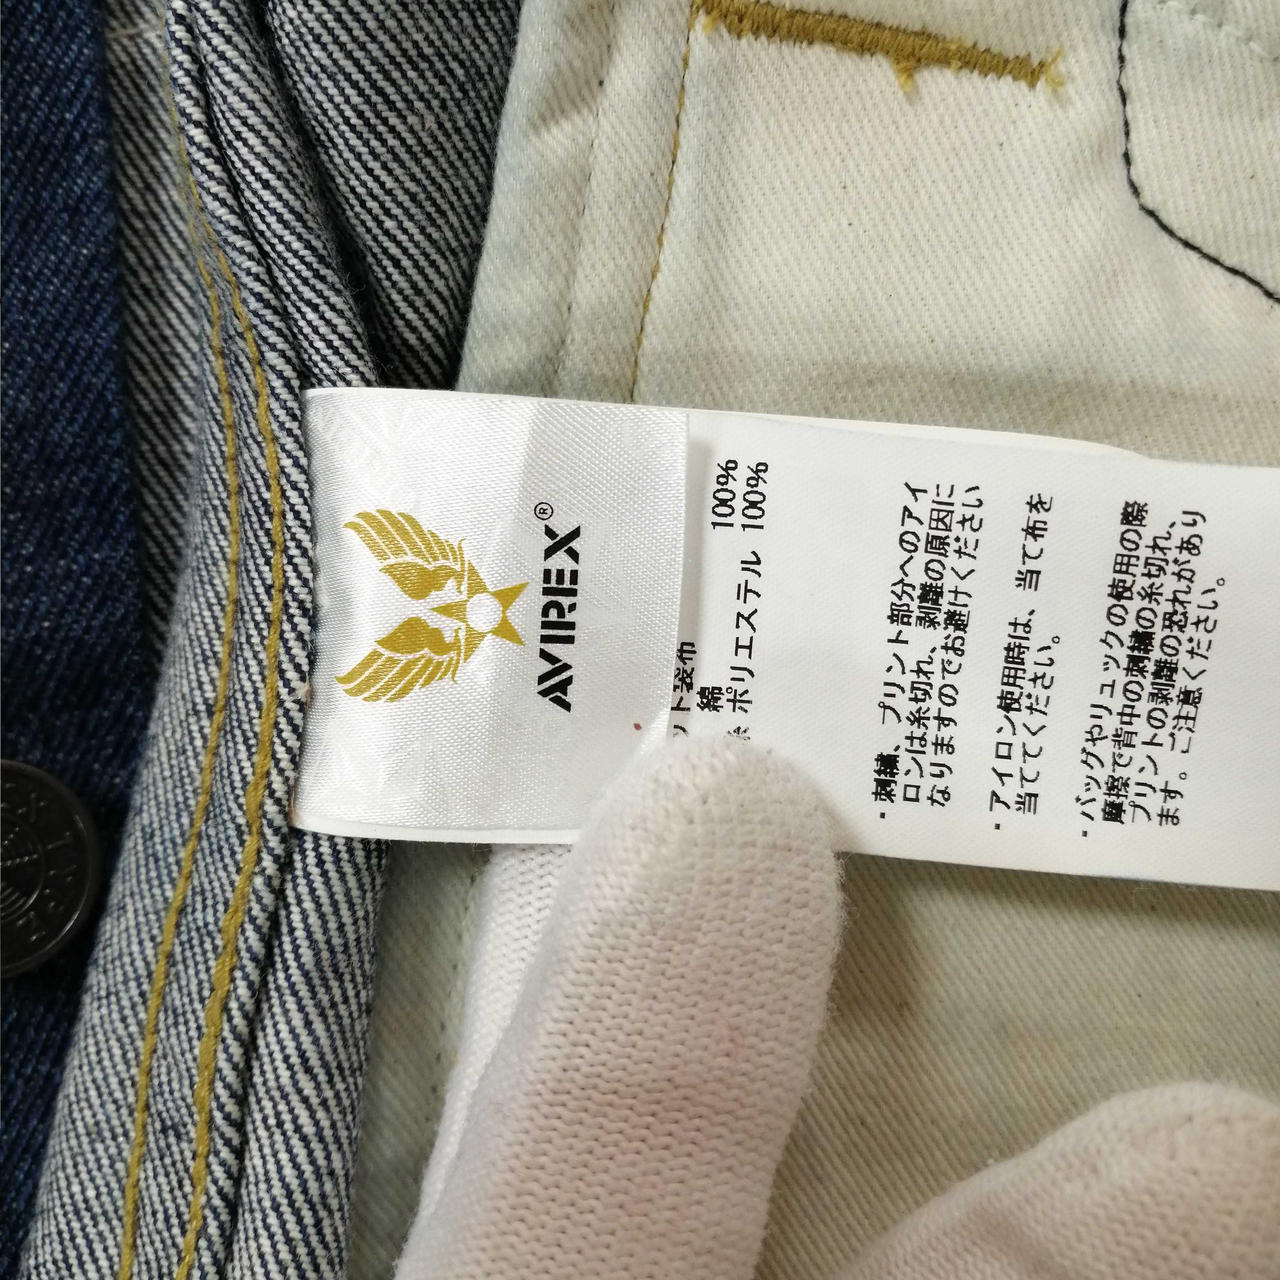 AVIREX®
綿 100%
ポリエステル 100%
・刺繍、プリント部分へのアイ
ロンは糸切れ、剥離の原因に
なりますのでお避けください
・アイロン使用時は、当て布を
当ててください。
・バッグやリュックの使用の際
摩擦で背中の刺繍の糸切れ、
プリントの剥離の恐れがあり
ます。ご注意ください。